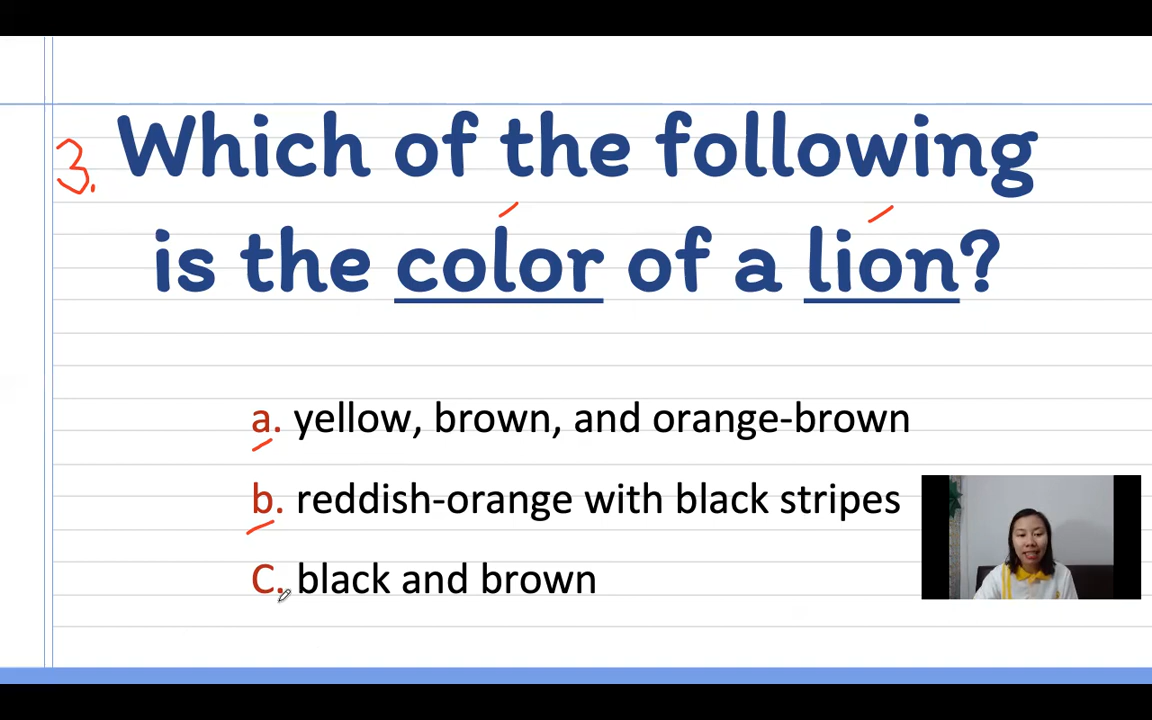 3. Which of the following
is the color of a lion?
a. yellow, brown, and orange-brown
b. reddish-orange with black stripes
C. black and brown